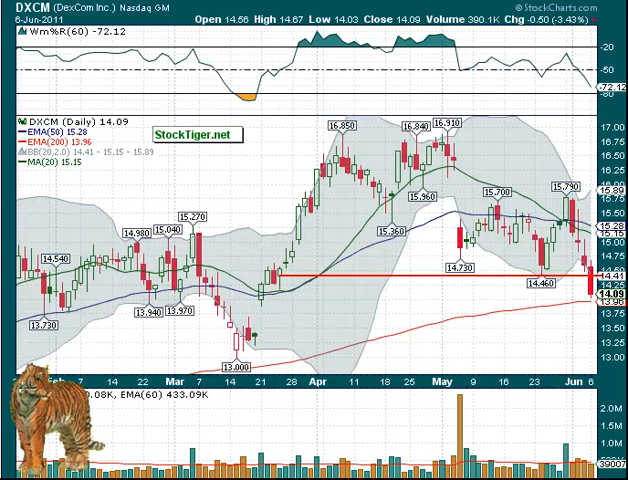 DXCM (DexCom Inc.) Nasdaq GM
© StockCharts.com
6-Jun-2011
Open 14.56 High 14.67 Low 14.03 Close 14.09 Volume 390.1K Chg -0.50 (-3.43%)
Wm%R(60) -72.12
-20
-50
-72.12
-80
DXCM (Daily) 14.09
EMA(50) 15.28
EMA(200) 13.96
BB(20,2.0) 14.41 - 15.15 - 15.89
MA(20) 15.15
StockTiger.net
16.850
16.840
16.910
17.00
16.75
16.50
16.25
15.960
15.790
15.700
15.89
15.75
15.50
15.270
15.28
15.15
15.360
15.040
14.980
14.75
14.730
14.540
14.460
14.41
14.25
14.09
13.96
13.940
13.970
13.730
13.75
13.50
13.25
13.000
13.00
Feb 7 14 22 Mar 7 14 21 28 Apr 11 18 25 May 9 16 23 Jun 6
0.08K, EMA(60) 433.09K
2.0M
1.5M
1.0M
39007